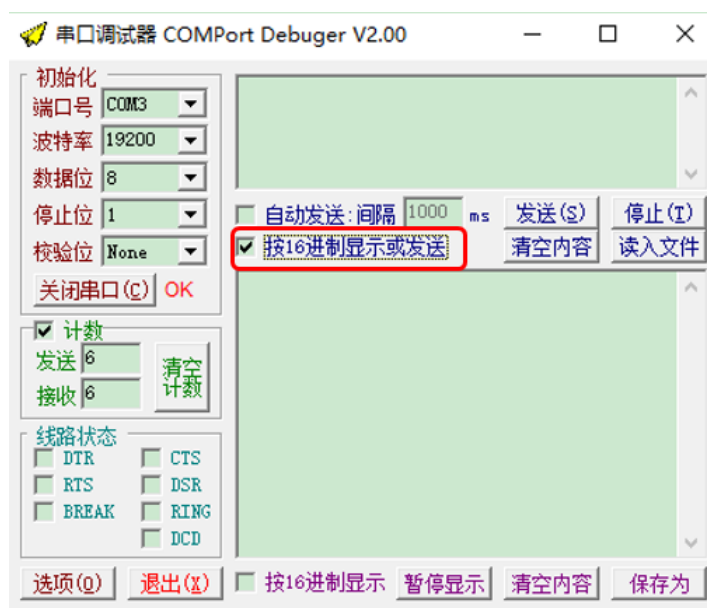 串口调试器 COMPort Debuger V2.00
初始化
端口号 COM3
波特率 19200
数据位 8
停止位 1
校验位 None
关闭串口(C) OK
自动发送:间隔 1000 ms 发送(S) 停止(T)
按16进制显示或发送 清空内容 读入文件
计数
发送 6
接收 6
清空
计数
线路状态
DTR CTS
RTS DSR
BREAK RING
DCD
选项(O) 退出(X) 按16进制显示 暂停显示 清空内容 保存为